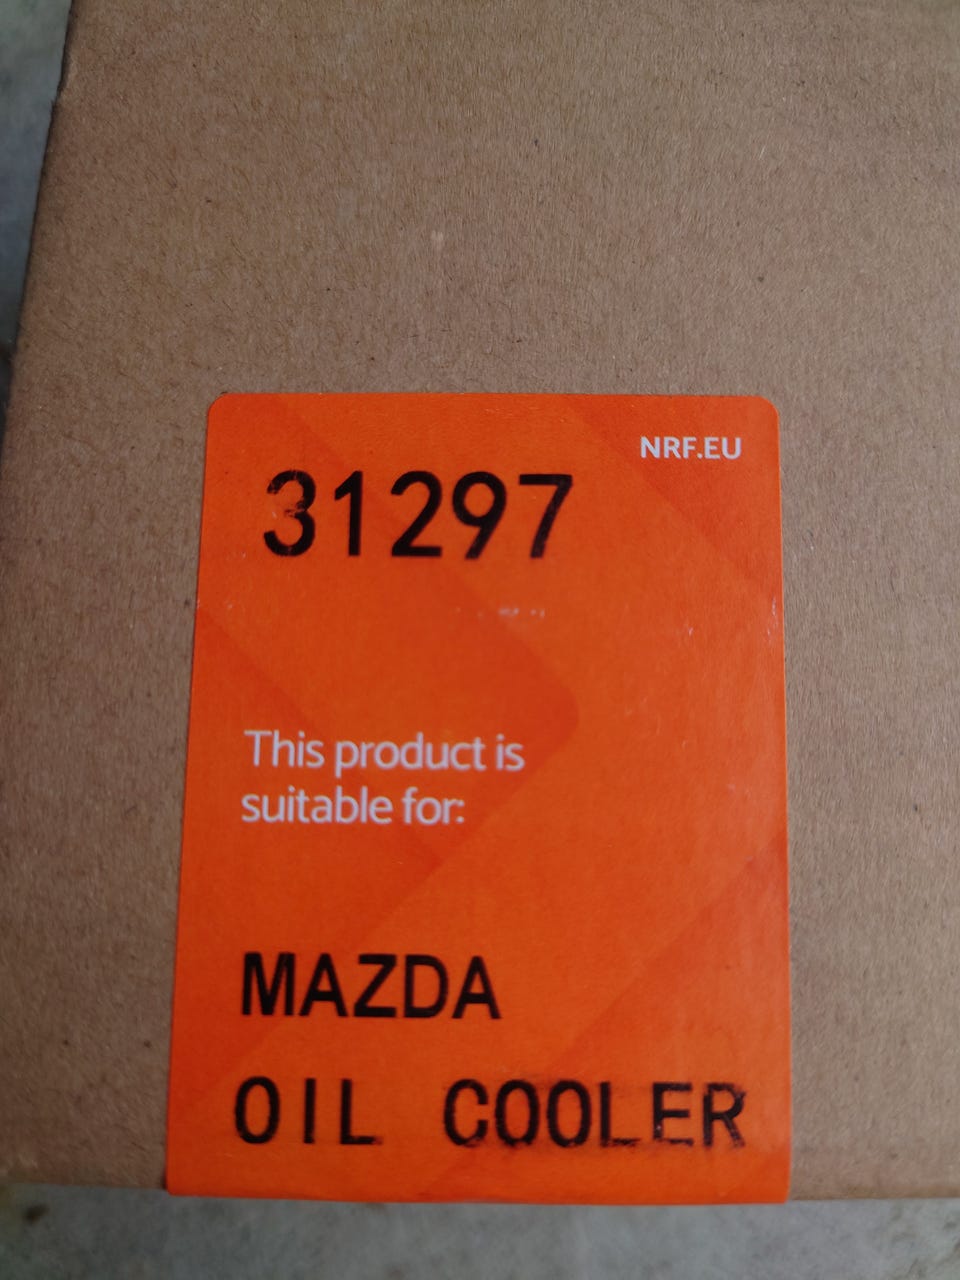 NRF.EU
31297
This product is
suitable for:
MAZDA
OIL COOLER